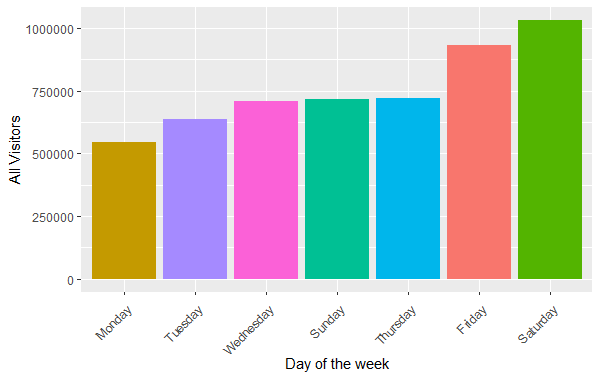 1000000
750000
500000
250000
0
All Visitors
Monday
Tuesday
Wednesday
Sunday
Thursday
Friday
Saturday
Day of the week